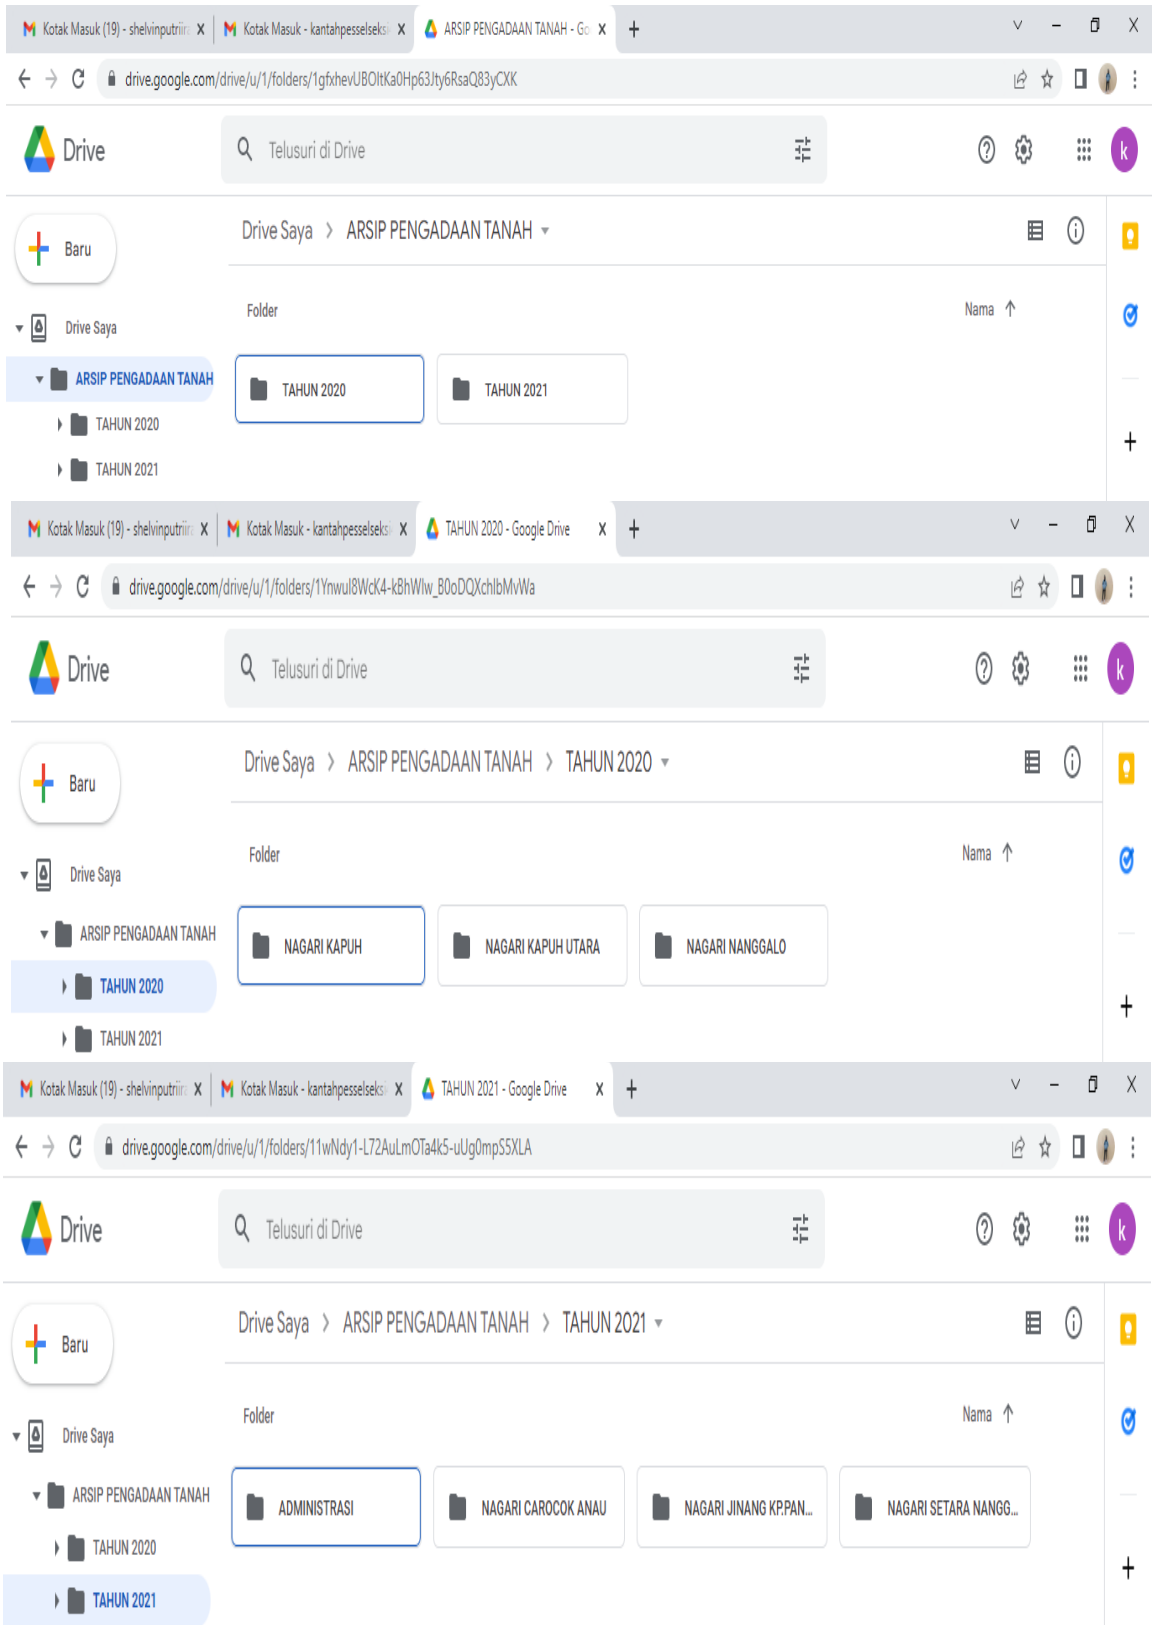 Kotak Masuk (19) - shelvinputriir
Kotak Masuk - kantahpesselseksi
ARSIP PENGADAAN TANAH - Go
drive.google.com/drive/u/1/folders/1gfxhevUBOltKa0Hp63Jty6RsaQ83yCXK
Drive
Telusuri di Drive
k
Baru
Drive Saya > ARSIP PENGADAAN TANAH
Folder
Nama
Drive Saya
ARSIP PENGADAAN TANAH
TAHUN 2020
TAHUN 2021
TAHUN 2020
TAHUN 2021
Kotak Masuk (19) - shelvinputriir
Kotak Masuk - kantahpesselseksi
TAHUN 2020 - Google Drive
drive.google.com/drive/u/1/folders/1Ynwul8WcK4-kBhWlw_B0oDQXchlbMvWa
Drive
Telusuri di Drive
k
Baru
Drive Saya > ARSIP PENGADAAN TANAH > TAHUN 2020
Folder
Nama
Drive Saya
ARSIP PENGADAAN TANAH
TAHUN 2020
TAHUN 2021
NAGARI KAPUH
NAGARI KAPUH UTARA
NAGARI NANGGALO
Kotak Masuk (19) - shelvinputriir
Kotak Masuk - kantahpesselseksi
TAHUN 2021 - Google Drive
drive.google.com/drive/u/1/folders/11wNdy1-L72AuLmOTa4k5-uUg0mpS5XLA
Drive
Telusuri di Drive
k
Baru
Drive Saya > ARSIP PENGADAAN TANAH > TAHUN 2021
Folder
Nama
Drive Saya
ARSIP PENGADAAN TANAH
TAHUN 2020
TAHUN 2021
ADMINISTRASI
NAGARI CAROCOK ANAU
NAGARI JINANG KP.PAN...
NAGARI SETARA NANGG...